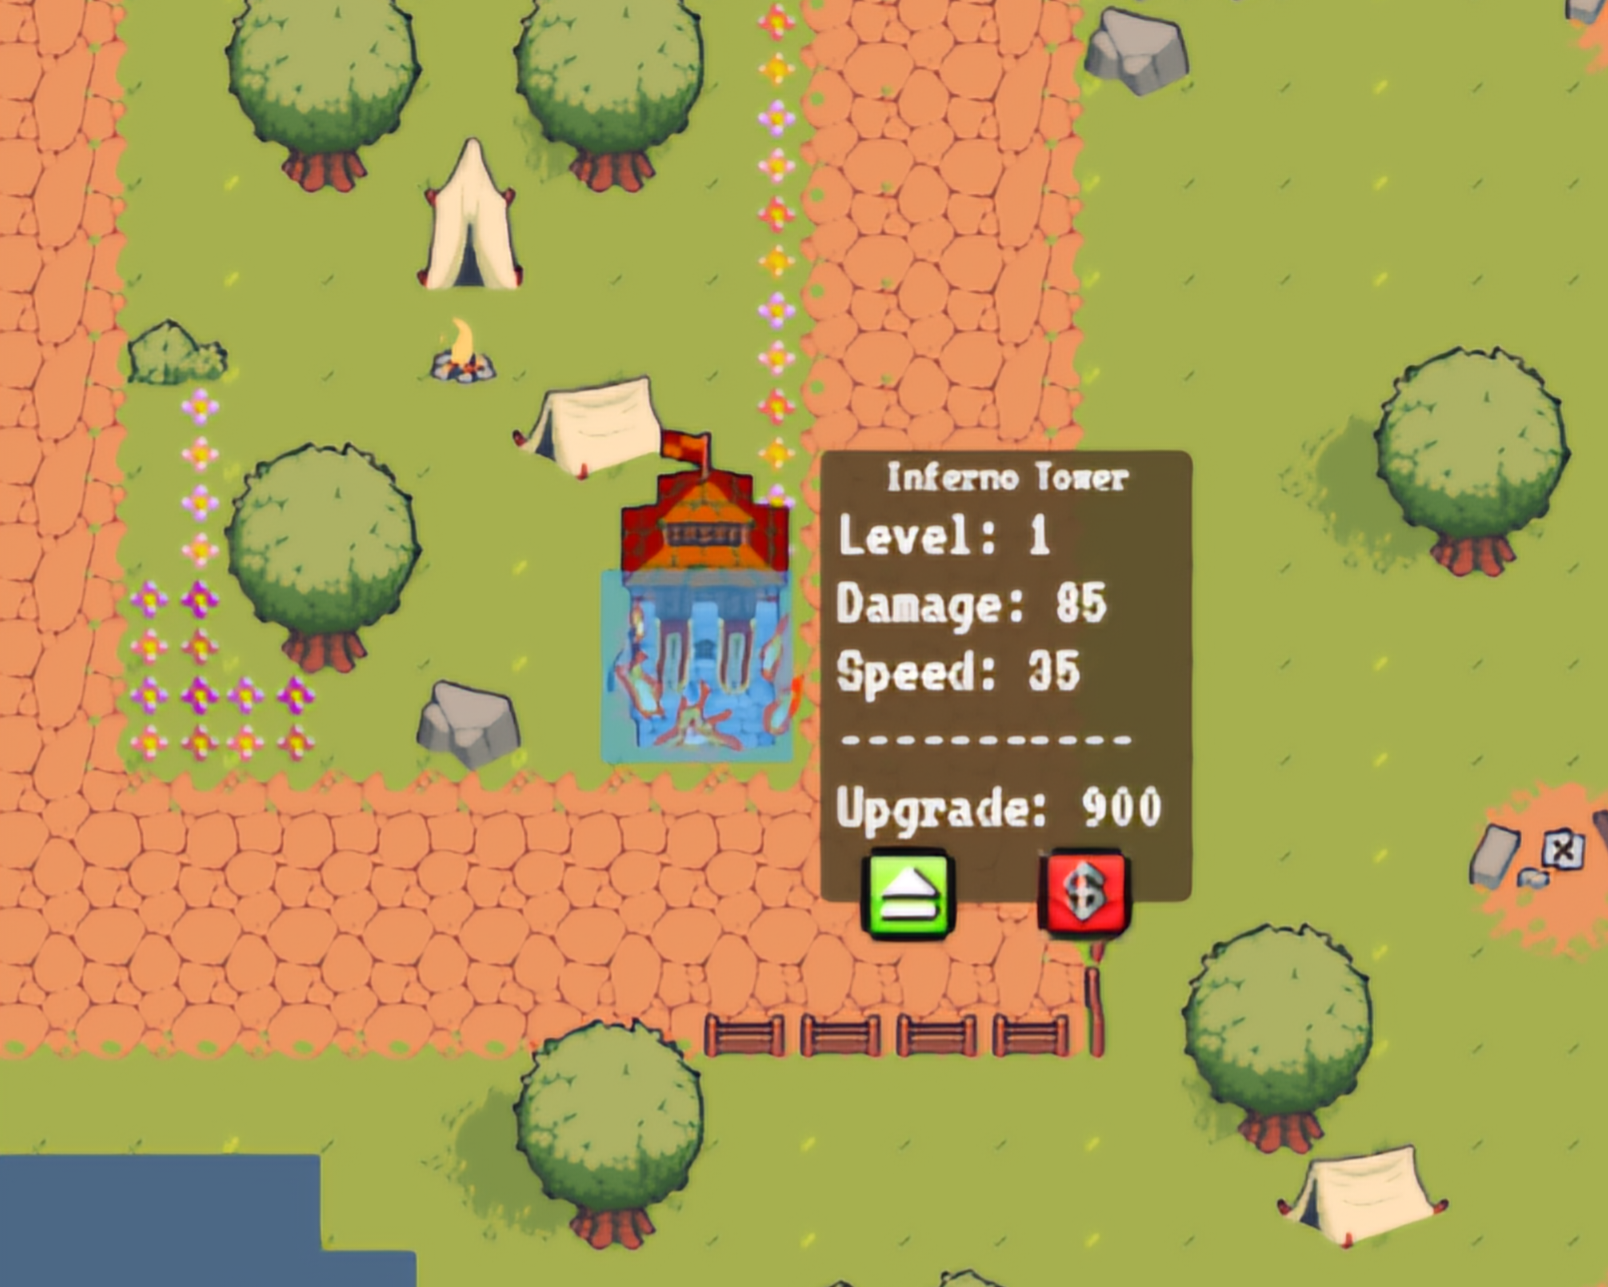 Inferno Tower
Level: 1
Damage: 85
Speed: 35
-----------
Upgrade: 900
$